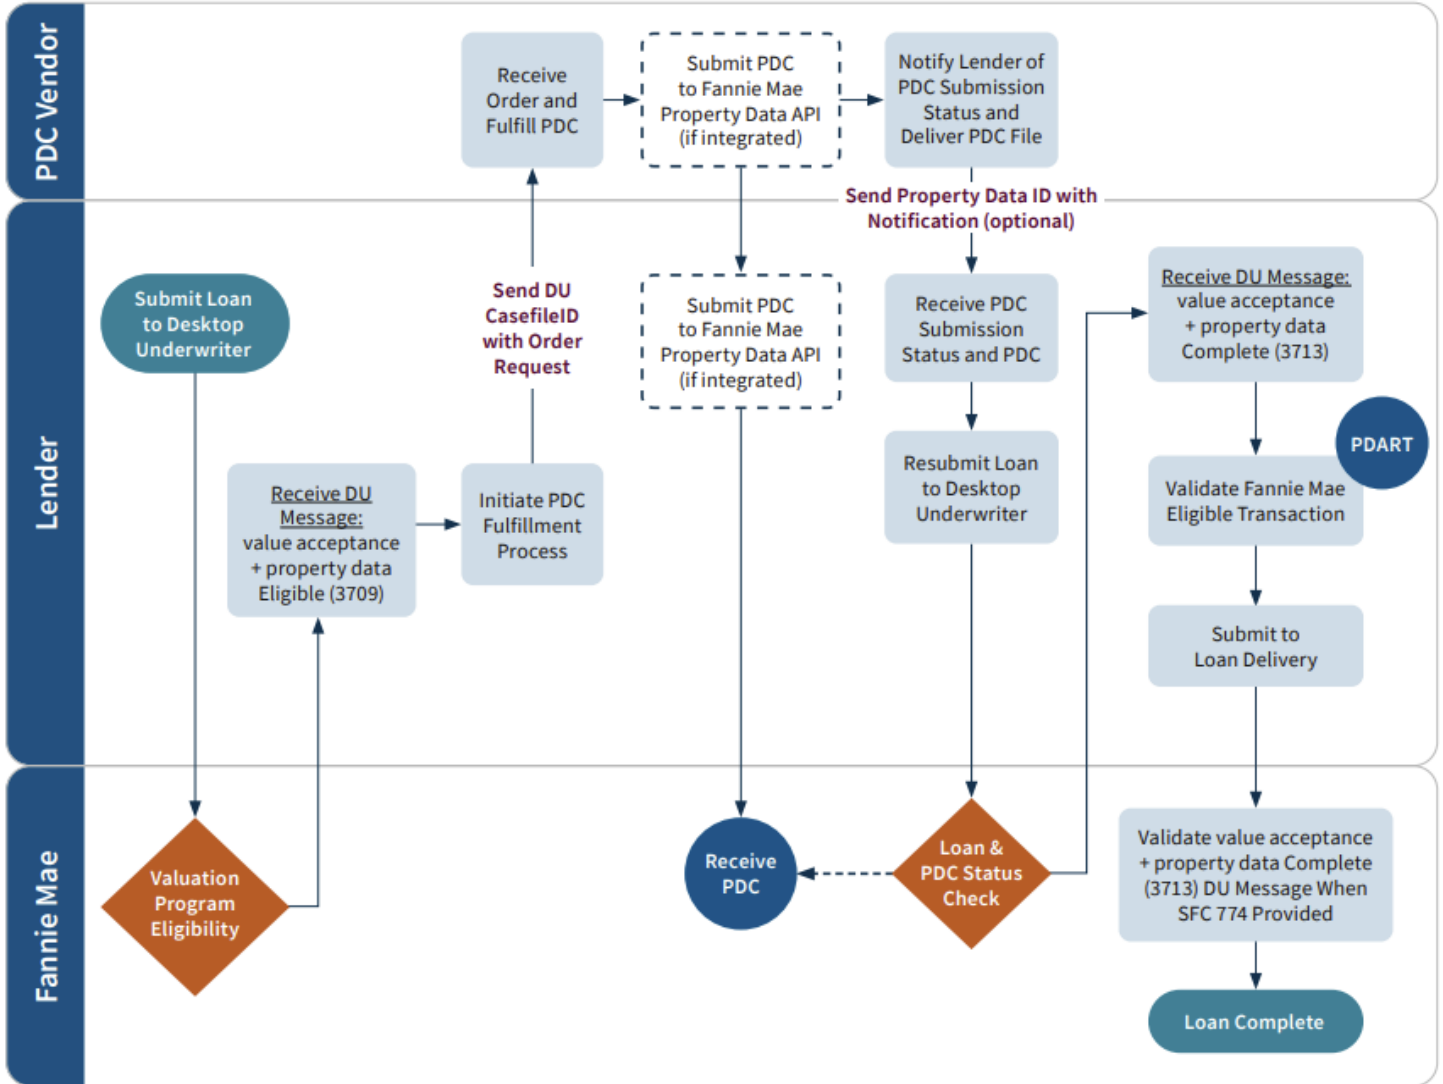 PDC Vendor
Receive
Order and
Fulfill PDC
Submit PDC
to Fannie Mae
Property Data API
(if integrated)
Notify Lender of
PDC Submission
Status and
Deliver PDC File
Send Property Data ID with
Notification (optional)
Lender
Submit Loan
to Desktop
Underwriter
Receive DU
Message:
value acceptance
+ property data
Eligible (3709)
Send DU
CasefileID
with Order
Request
Initiate PDC
Fulfillment
Process
Submit PDC
to Fannie Mae
Property Data API
(if integrated)
Receive PDC
Submission
Status and PDC
Resubmit Loan
to Desktop
Underwriter
Receive DU Message:
value acceptance
+ property data
Complete (3713)
PDART
Validate Fannie Mae
Eligible Transaction
Submit to
Loan Delivery
Fannie Mae
Valuation
Program
Eligibility
Receive
PDC
Loan &
PDC Status
Check
Validate value acceptance
+ property data Complete
(3713) DU Message When
SFC 774 Provided
Loan Complete